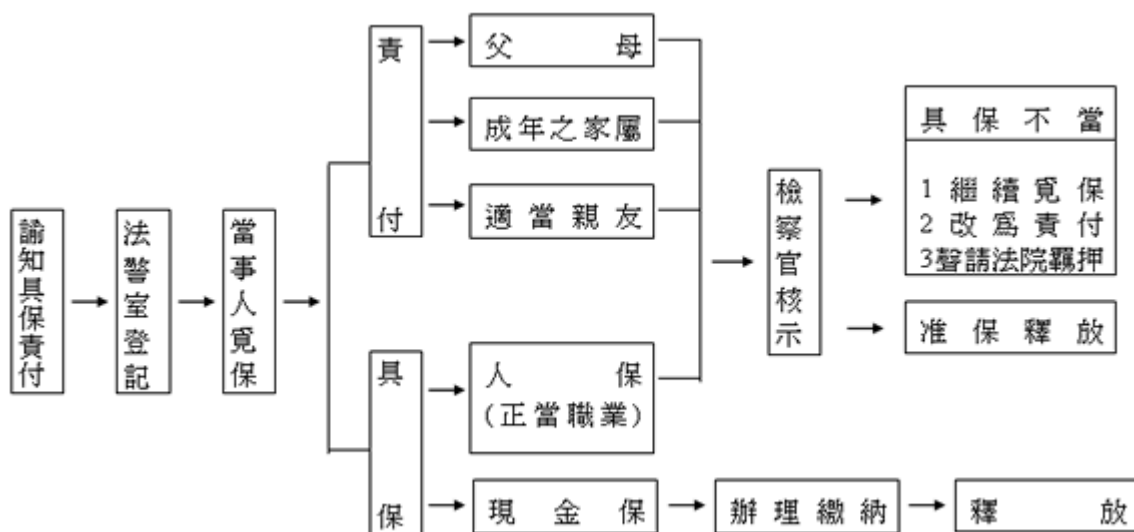 諭知具保責付
法警室登記
當事人覓保
責付
父母
成年之家屬
適當親友
具保
人保
(正當職業)
現金保
辦理繳納
釋放
檢察官核示
具保不當
1繼續覓保
2改為責付
3聲請法院羈押
准保釋放